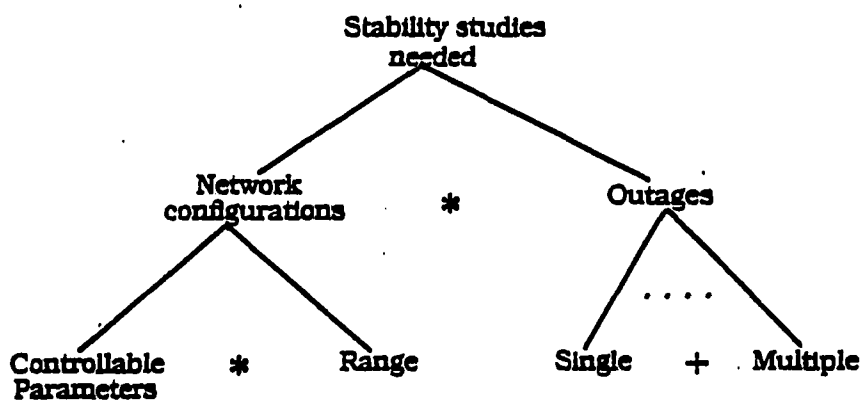 Stability studies
needed
Network
configurations
*
Outages
. . . .
Controllable
Parameters
*
Range
Single
+
Multiple